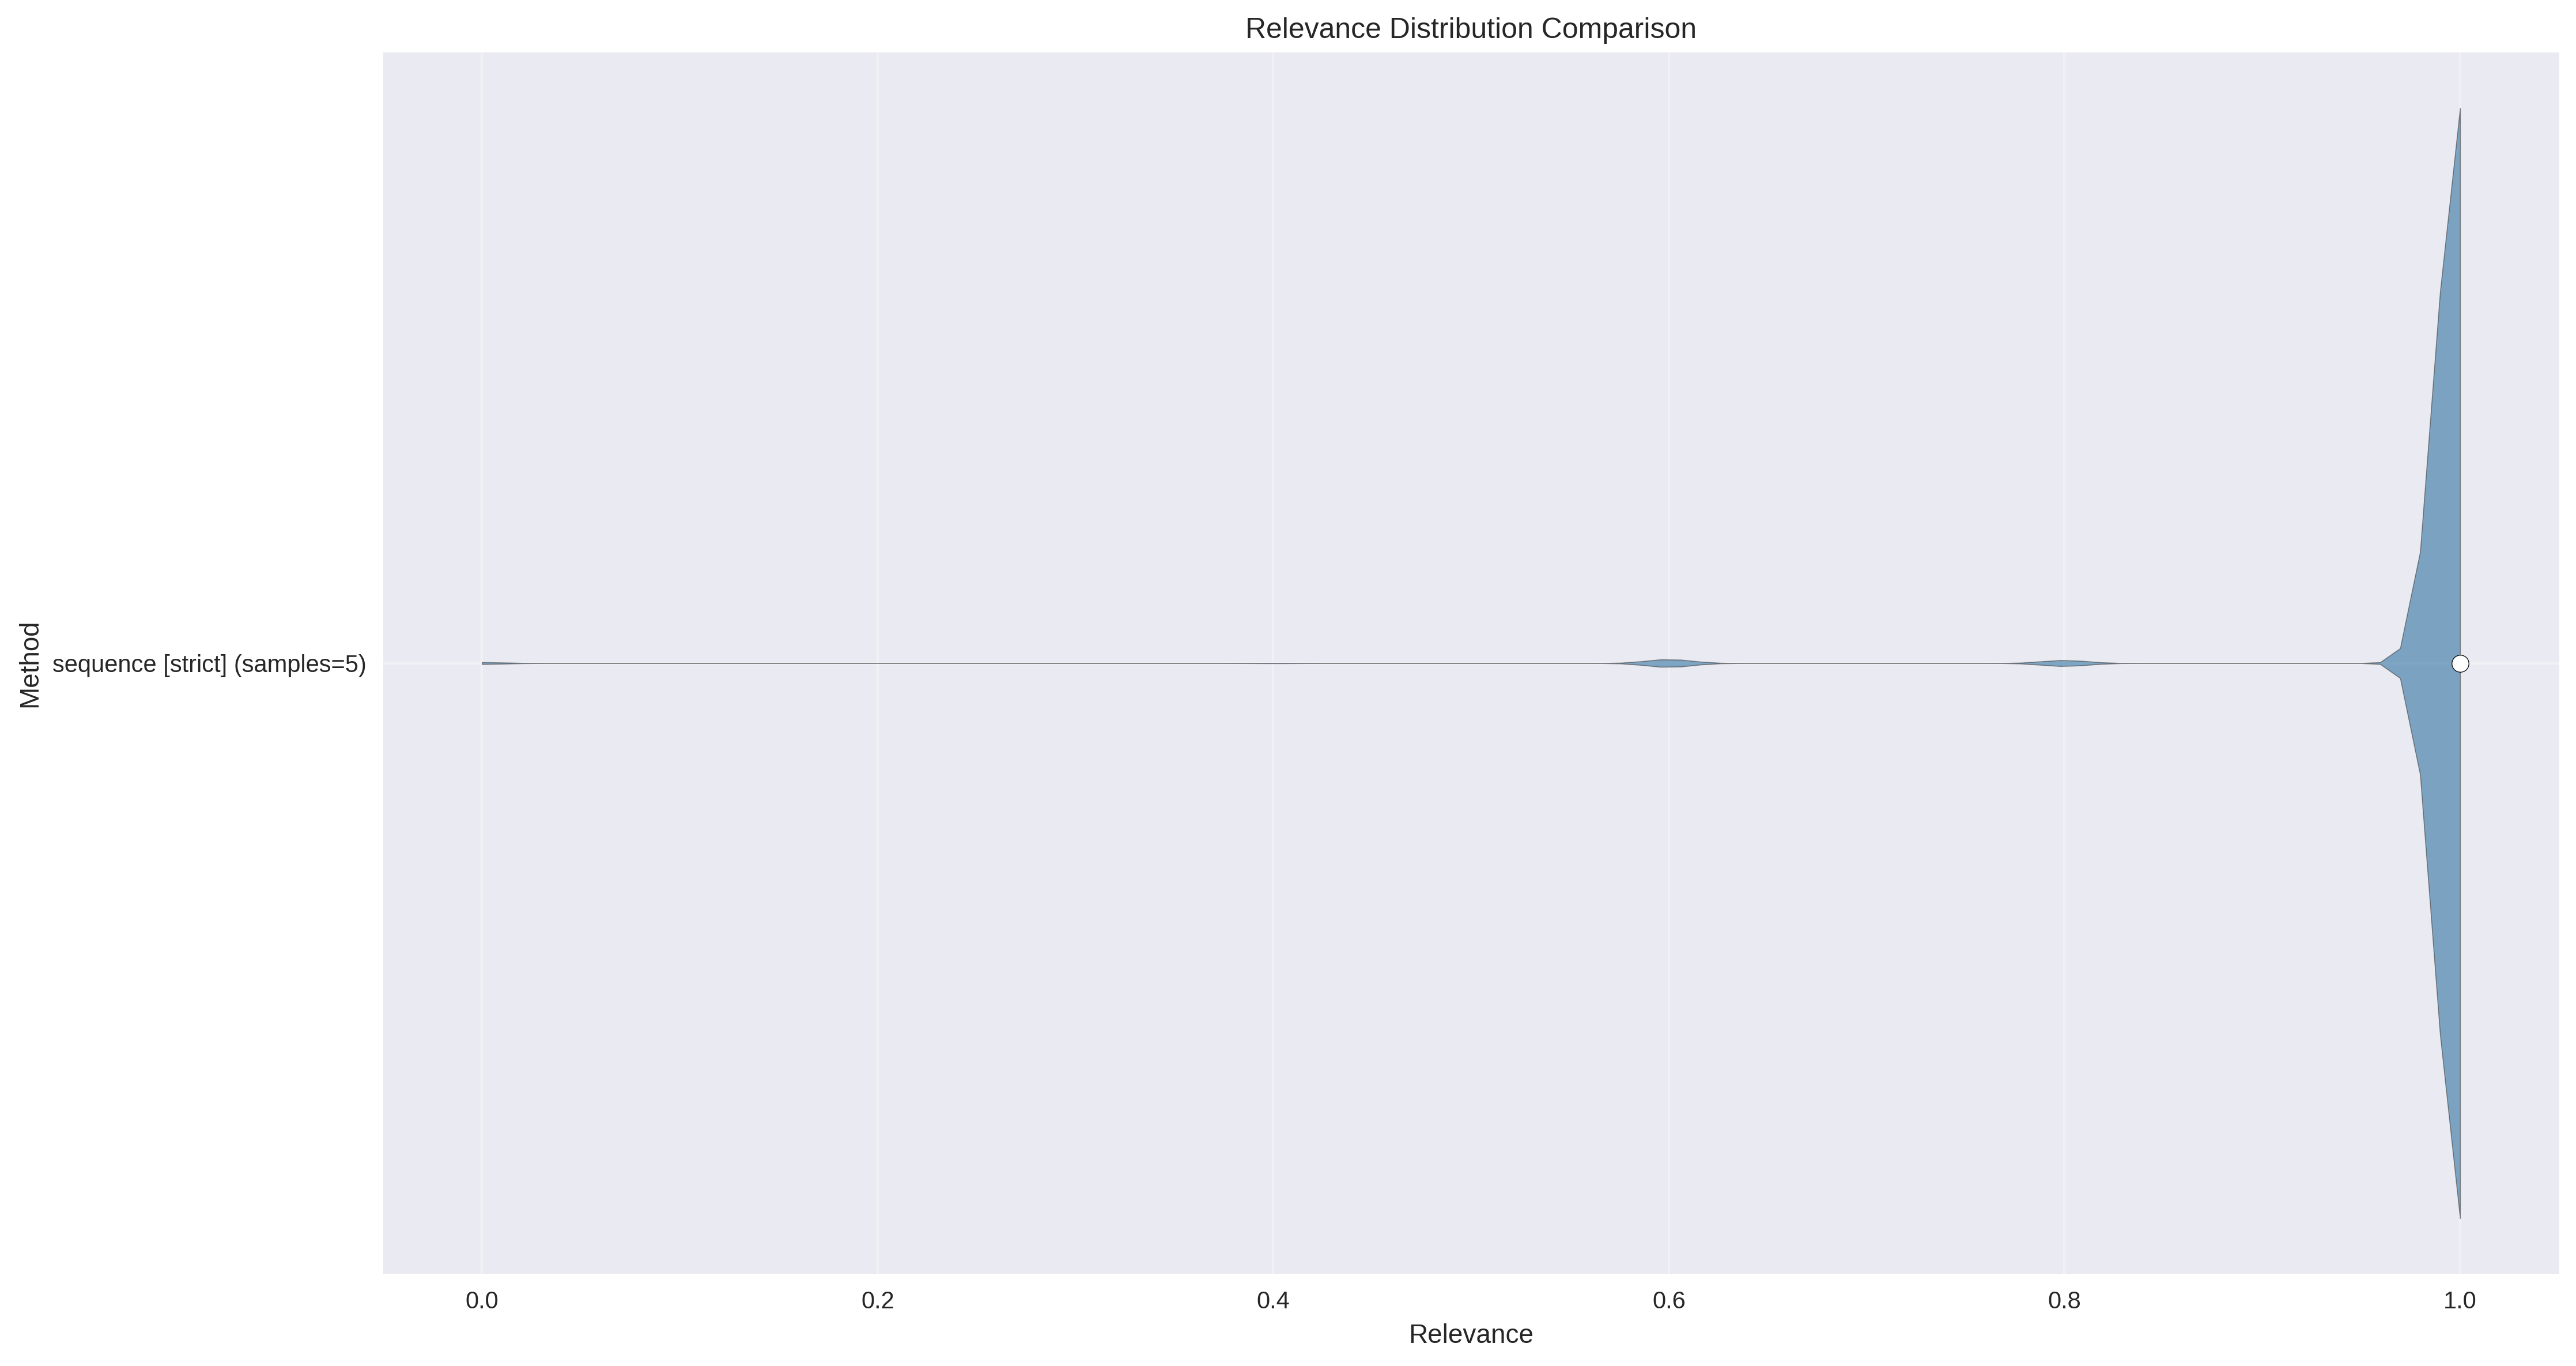 Relevance Distribution Comparison
Method
sequence [strict] (samples=5)
0.0 0.2 0.4 0.6 0.8 1.0
Relevance